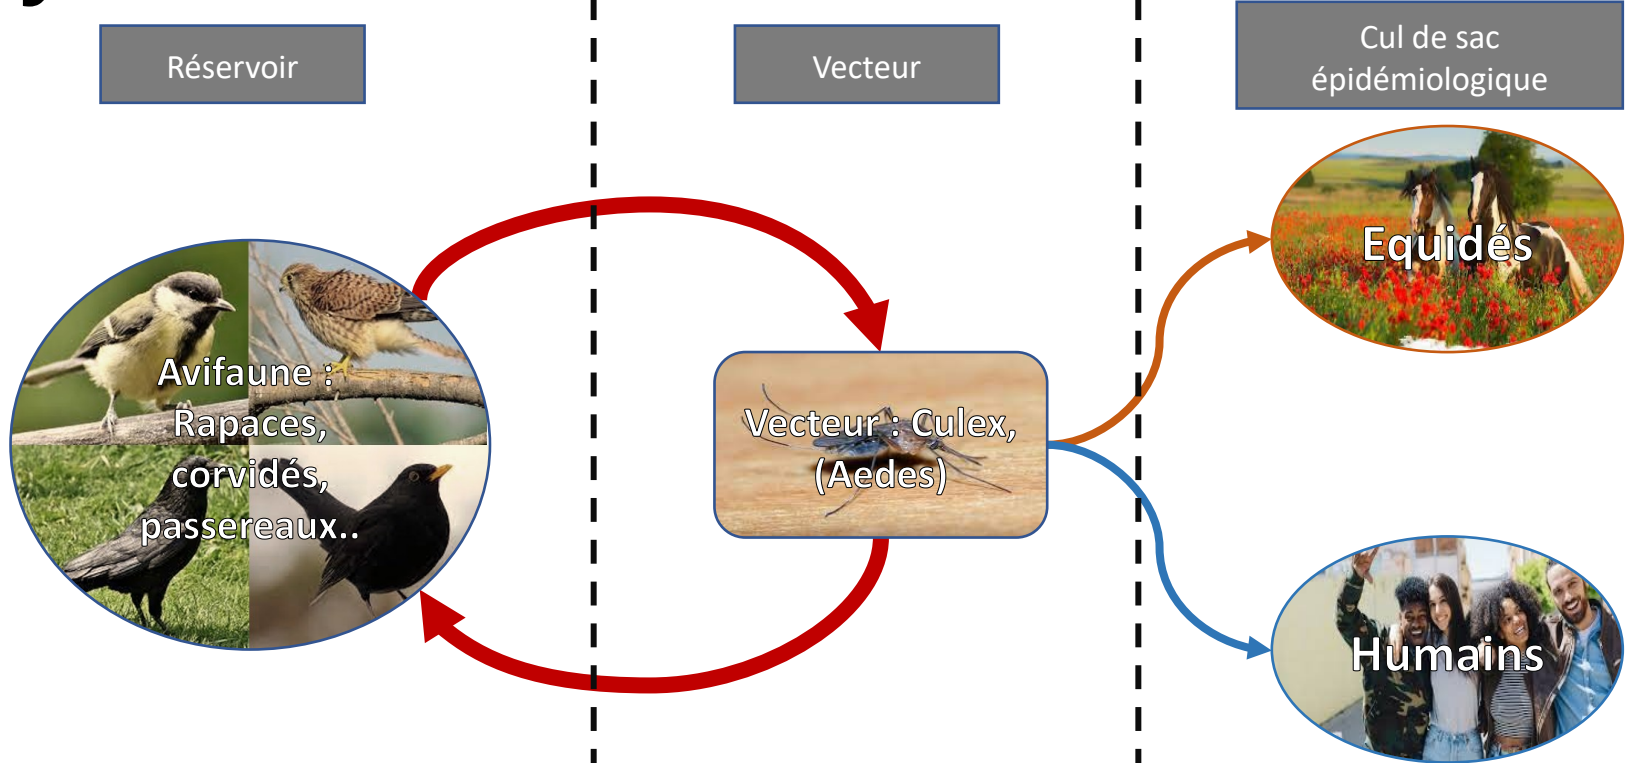 Réservoir
Vecteur
Cul de sac
épidémiologique
Avifaune :
Rapaces,
corvidés,
passereaux..
Vecteur : Culex,
(Aedes)
Equidés
Humains